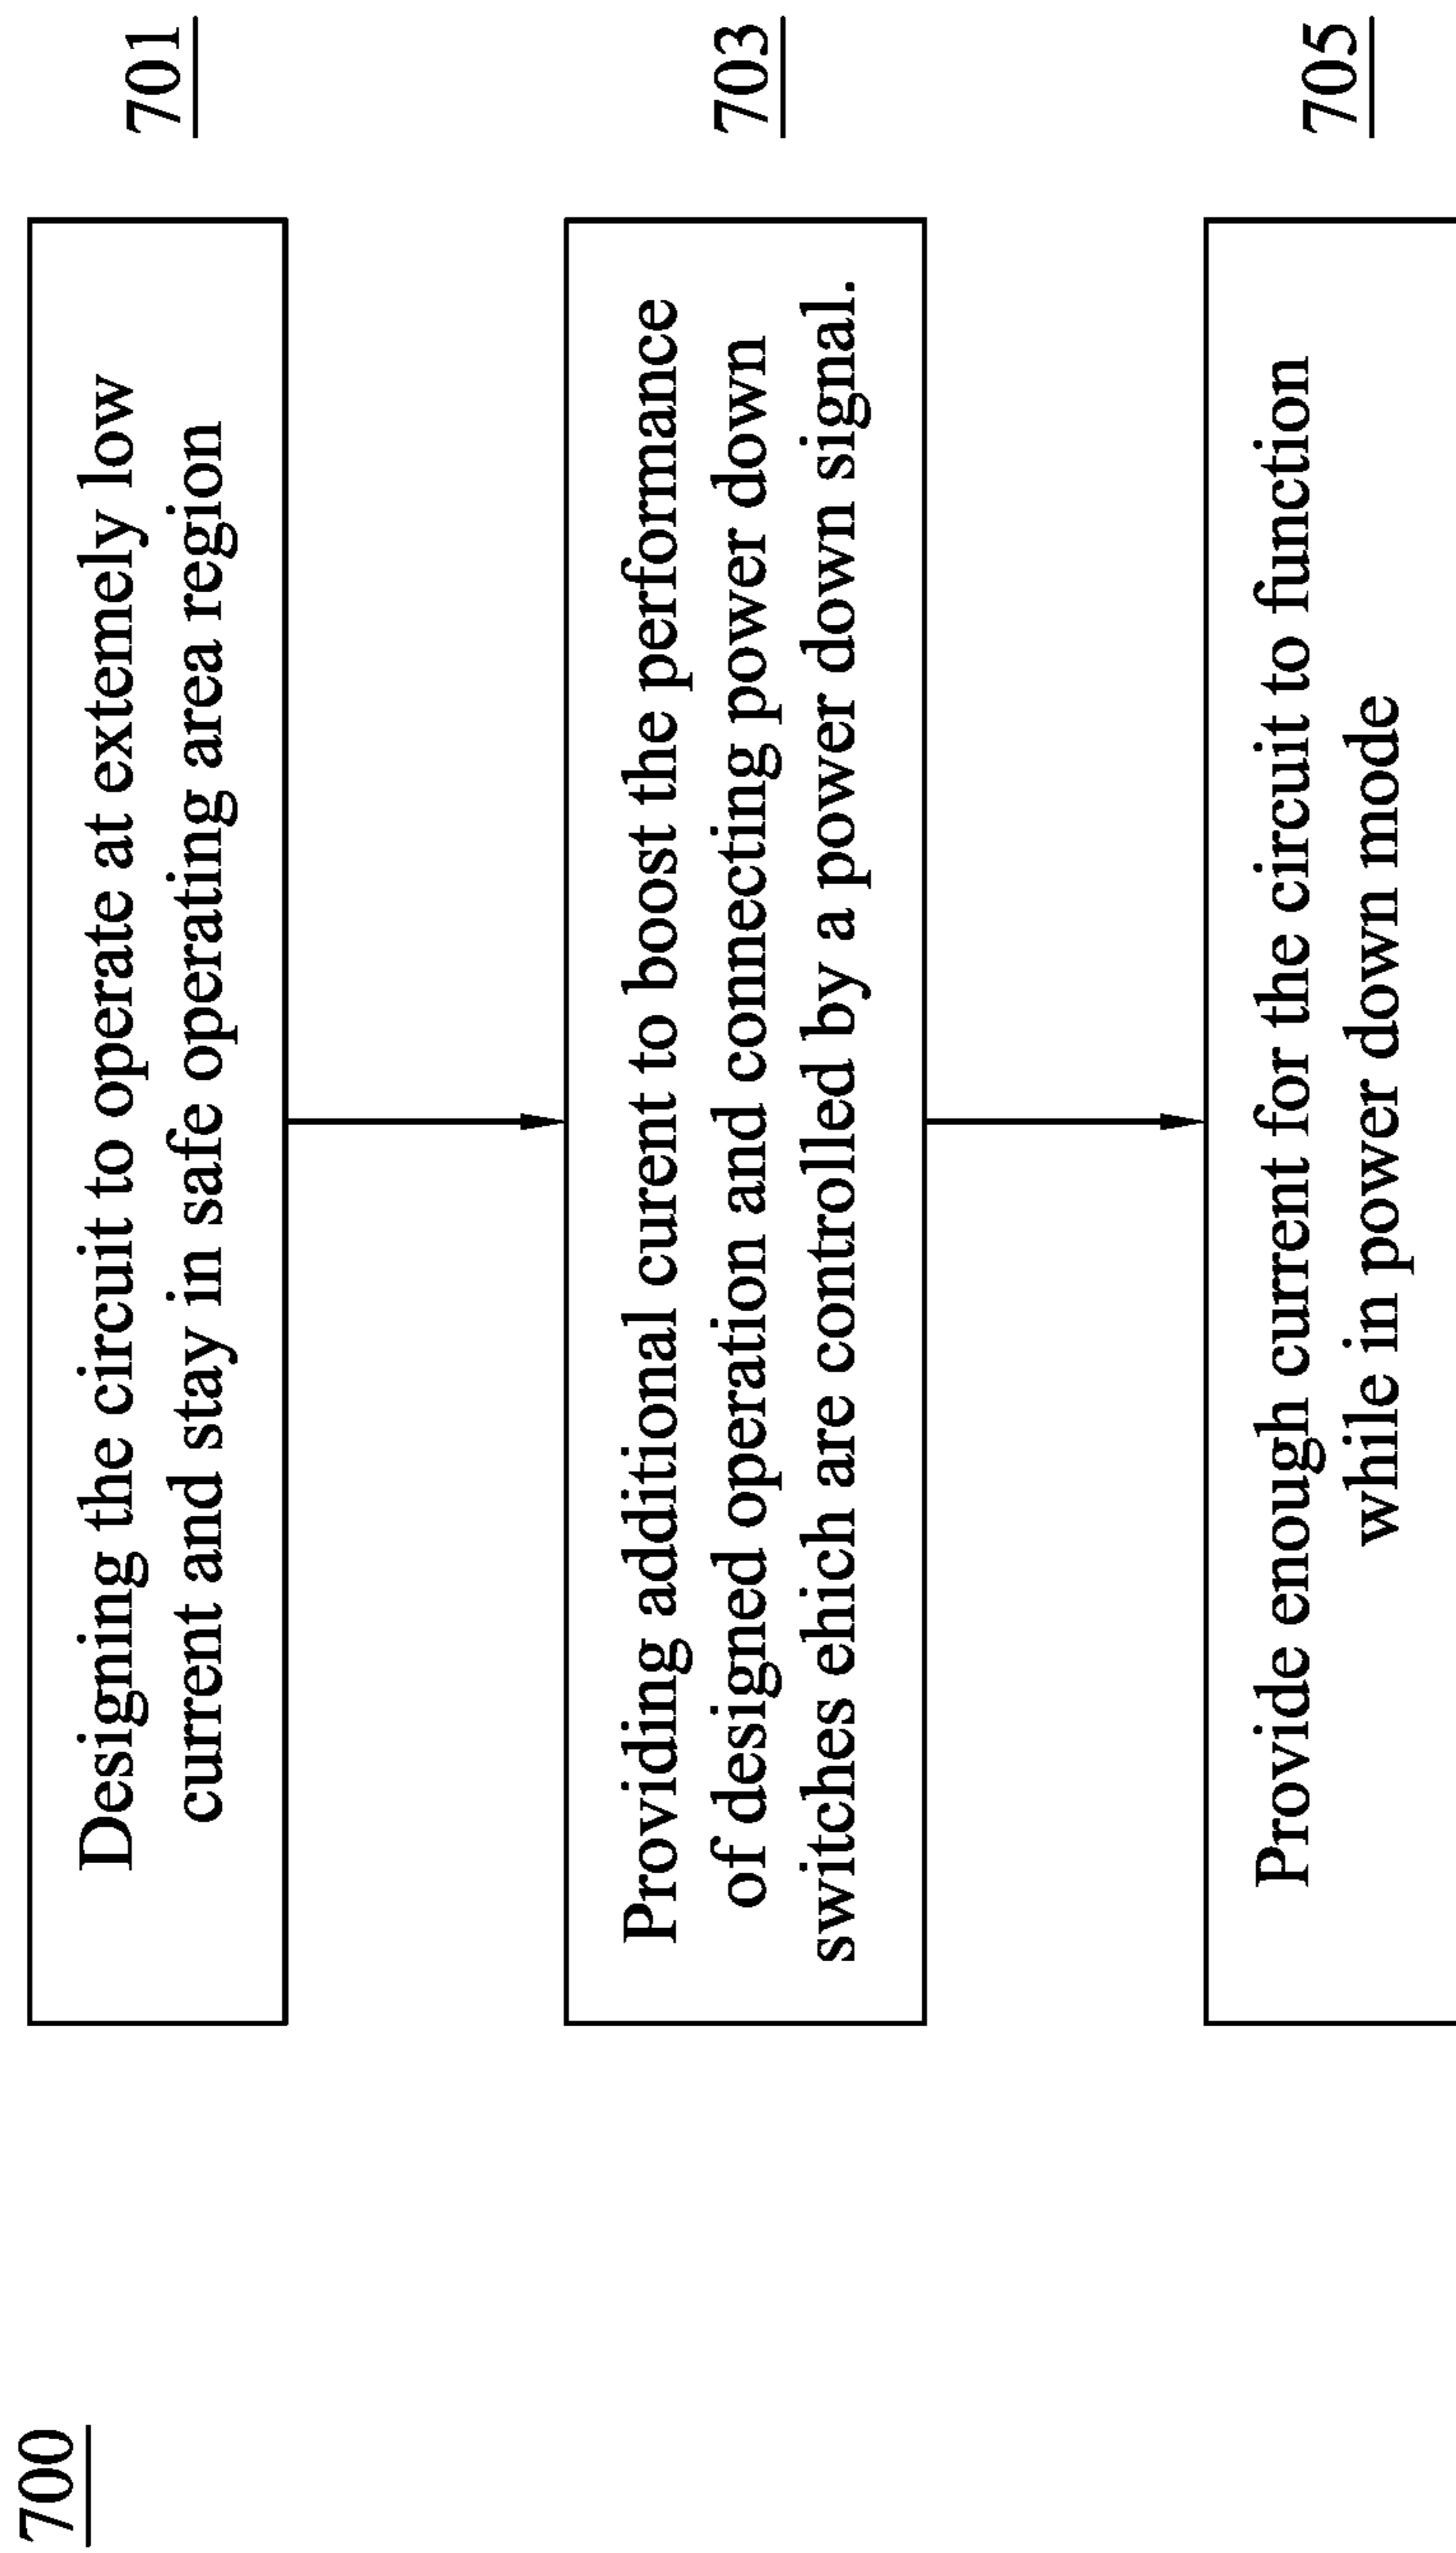 700
Designing the circuit to operate at extemely low
current and stay in safe operating area region
701
Providing additional curent to boost the performance
of designed operation and connecting power down
switches ehich are controlled by a power down signal.
703
Provide enough current for the circuit to function
while in power down mode
705